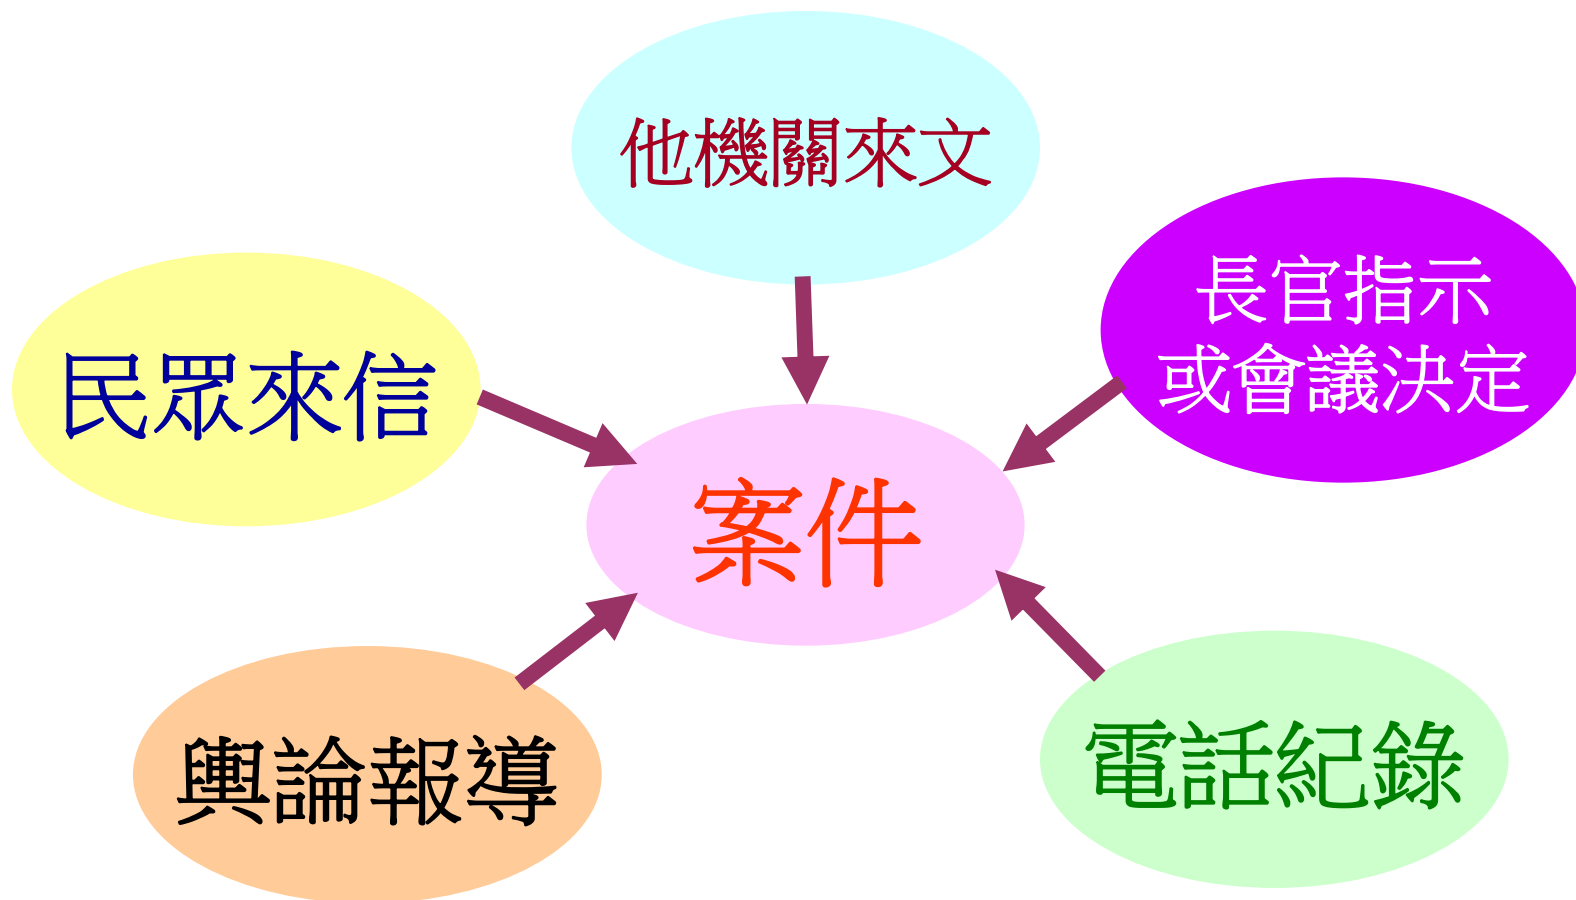 他機關來文
長官指示
或會議決定
民眾來信
案件
輿論報導
電話紀錄